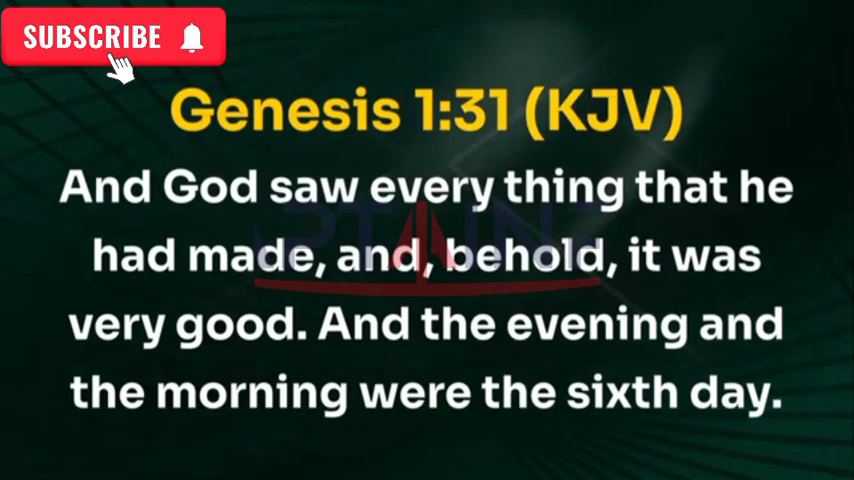 SUBSCRIBE
Genesis 1:31 (KJV)
And God saw every thing that he
had made, and, behold, it was
very good. And the evening and
the morning were the sixth day.